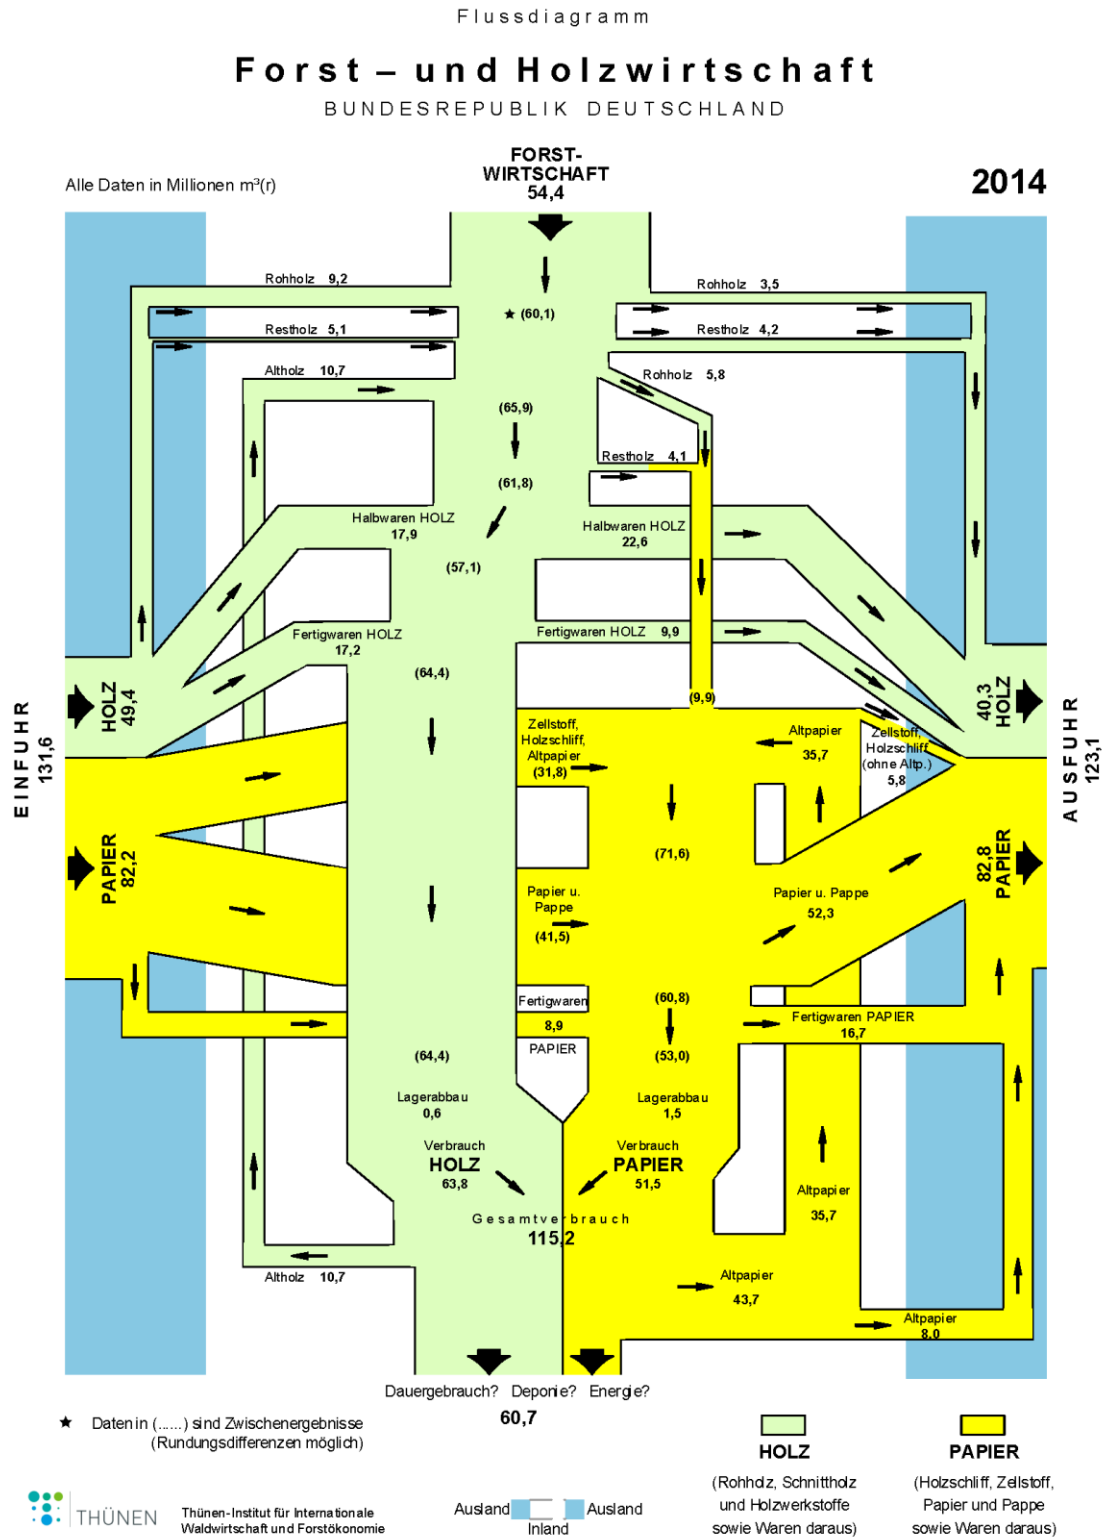 Flussdiagramm
Forst – und Holzwirtschaft
BUNDESREPUBLIK DEUTSCHLAND
FORST-
WIRTSCHAFT
54,4
Alle Daten in Millionen m³(r)
2014
Rohholz 9,2
Rohholz 3,5
★ (60,1)
Restholz 5,1
Restholz 4,2
Altholz 10,7
Rohholz 5,8
(65,9)
Restholz 4,1
(61,8)
Halbwaren HOLZ
17,9
Halbwaren HOLZ
22,6
(57,1)
Fertigwaren HOLZ
17,2
Fertigwaren HOLZ 9,9
(64,4)
(9,9)
EINFUHR
131,6
HOLZ
49,4
40,3
HOLZ
AUSFUHR
123,1
Zellstoff,
Holzschliff,
Altpapier
(31,8)
Altpapier
35,7
Zellstoff,
Holzschliff
(ohne Altp.)
5,8
(71,6)
PAPIER
82,2
82,8
PAPIER
Papier u.
Pappe
(41,5)
Papier u. Pappe
52,3
Fertigwaren
8,9
PAPIER
(60,8)
Fertigwaren PAPIER
16,7
(64,4)
(53,0)
Lagerabbau
0,6
Lagerabbau
1,5
Verbrauch
HOLZ
63,8
Verbrauch
PAPIER
51,5
Gesamtverbrauch
115,2
Altpapier
35,7
Altholz 10,7
Altpapier
43,7
Altpapier
8,0
Dauergebrauch? Deponie? Energie?
60,7
★ Daten in (......) sind Zwischenergebnisse
(Rundungsdifferenzen möglich)
HOLZ
(Rohholz, Schnittholz
und Holzwerkstoffe
sowie Waren daraus)
PAPIER
(Holzschliff, Zellstoff,
Papier und Pappe
sowie Waren daraus)
THÜNEN
Thünen-Institut für Internationale
Waldwirtschaft und Forstökonomie
Ausland
Ausland
Inland